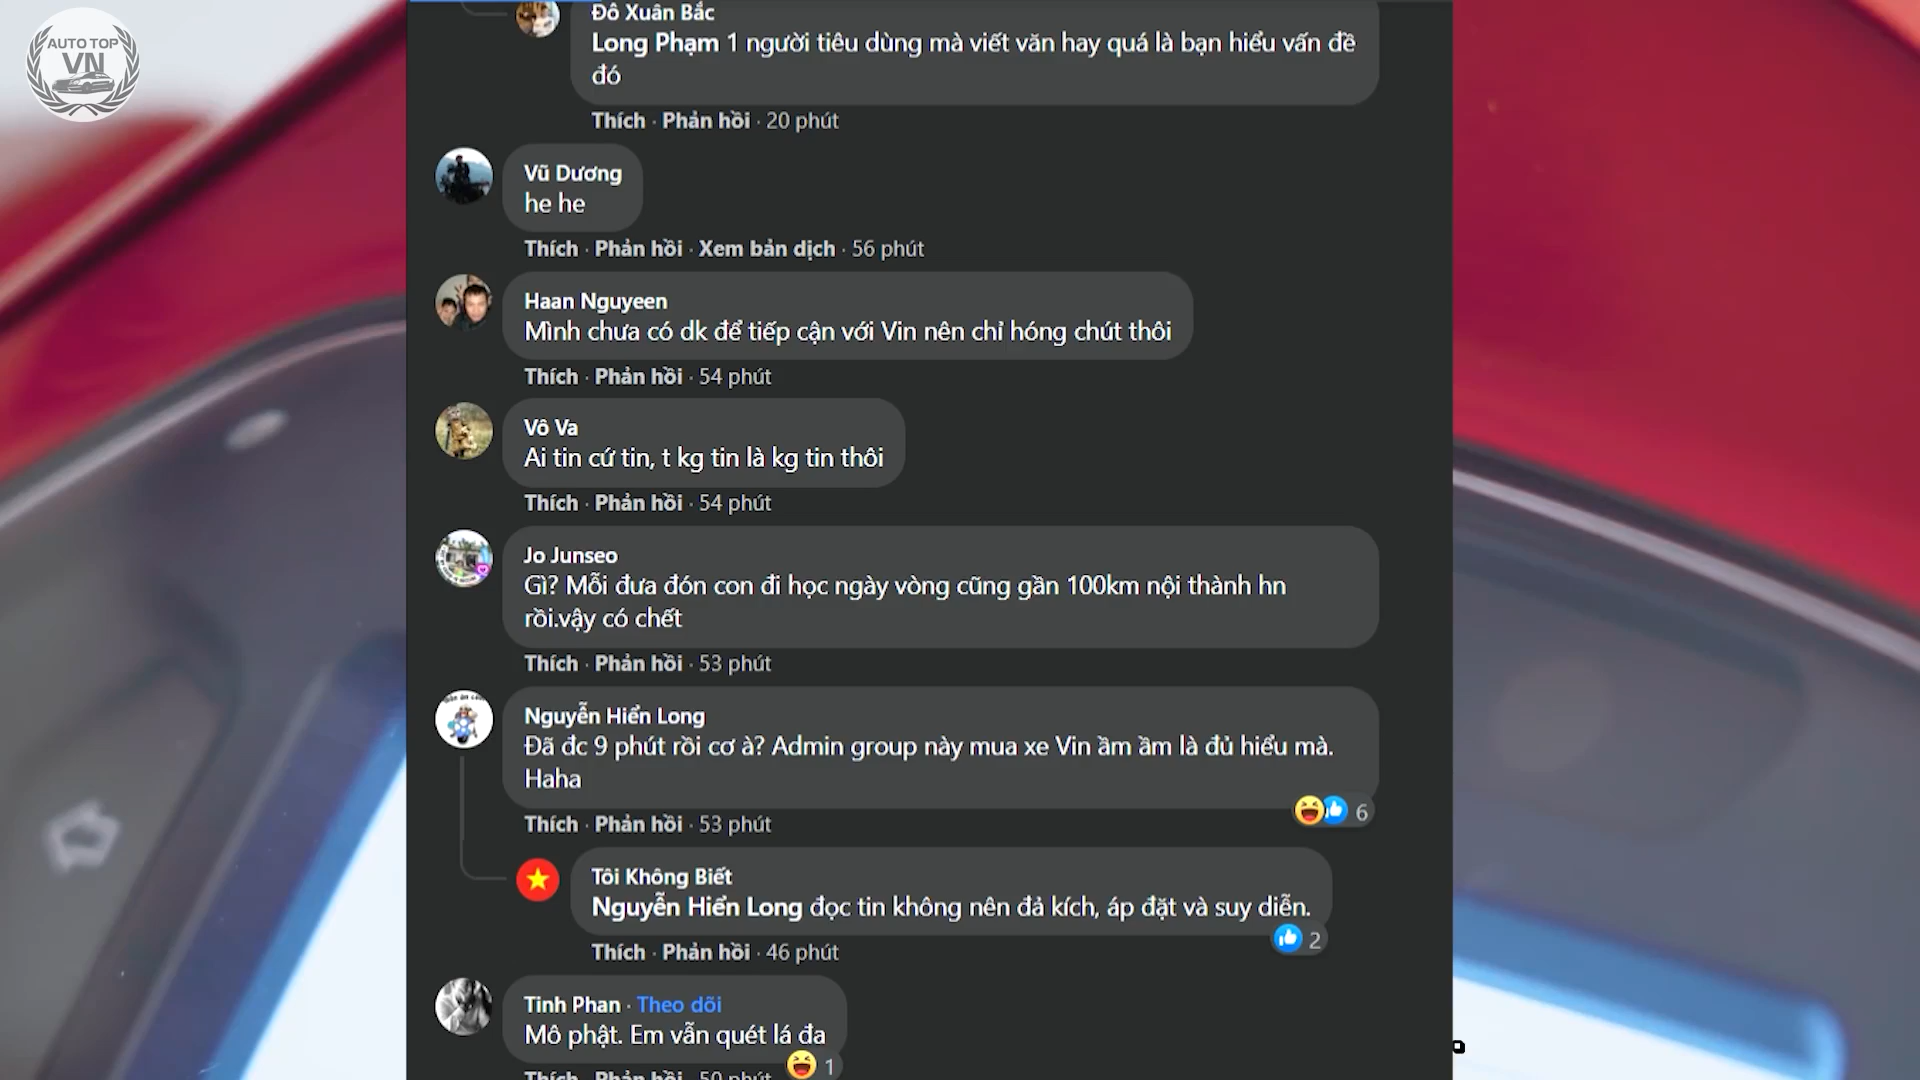 AUTO TOP
VN
Đỗ Xuân Bắc
Long Phạm 1 người tiêu dùng mà viết văn hay quá là bạn hiểu vấn đề
đó
Thích · Phản hồi · 20 phút
Vũ Dương
he he
Thích · Phản hồi · Xem bản dịch · 56 phút
Haan Nguyeen
Mình chưa có dk để tiếp cận với Vin nên chỉ hóng chút thôi
Thích · Phản hồi · 54 phút
Vô Va
Ai tin cứ tin, t kg tin là kg tin thôi
Thích · Phản hồi · 54 phút
Jo Junseo
Gì? Mỗi đưa đón con đi học ngày vòng cũng gần 100km nội thành hn
rồi.vậy có chết
Thích · Phản hồi · 53 phút
Nguyễn Hiển Long
Đã đc 9 phút rồi cơ à? Admin group này mua xe Vin ầm ầm là đủ hiểu mà.
Haha
6
Thích · Phản hồi · 53 phút
Tôi Không Biết
Nguyễn Hiển Long đọc tin không nên đả kích, áp đặt và suy diễn.
2
Thích · Phản hồi · 46 phút
Tinh Phan · Theo dõi
Mô phật. Em vẫn quét lá đa
1
Thích · Phản hồi · 50 phút